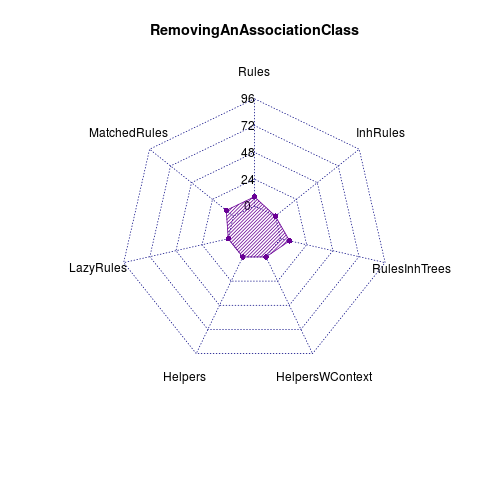 RemovingAnAssociationClass
Rules
96
MatchedRules
InhRules
72
48
24
0
LazyRules
RulesInhTrees
Helpers
HelpersWContext